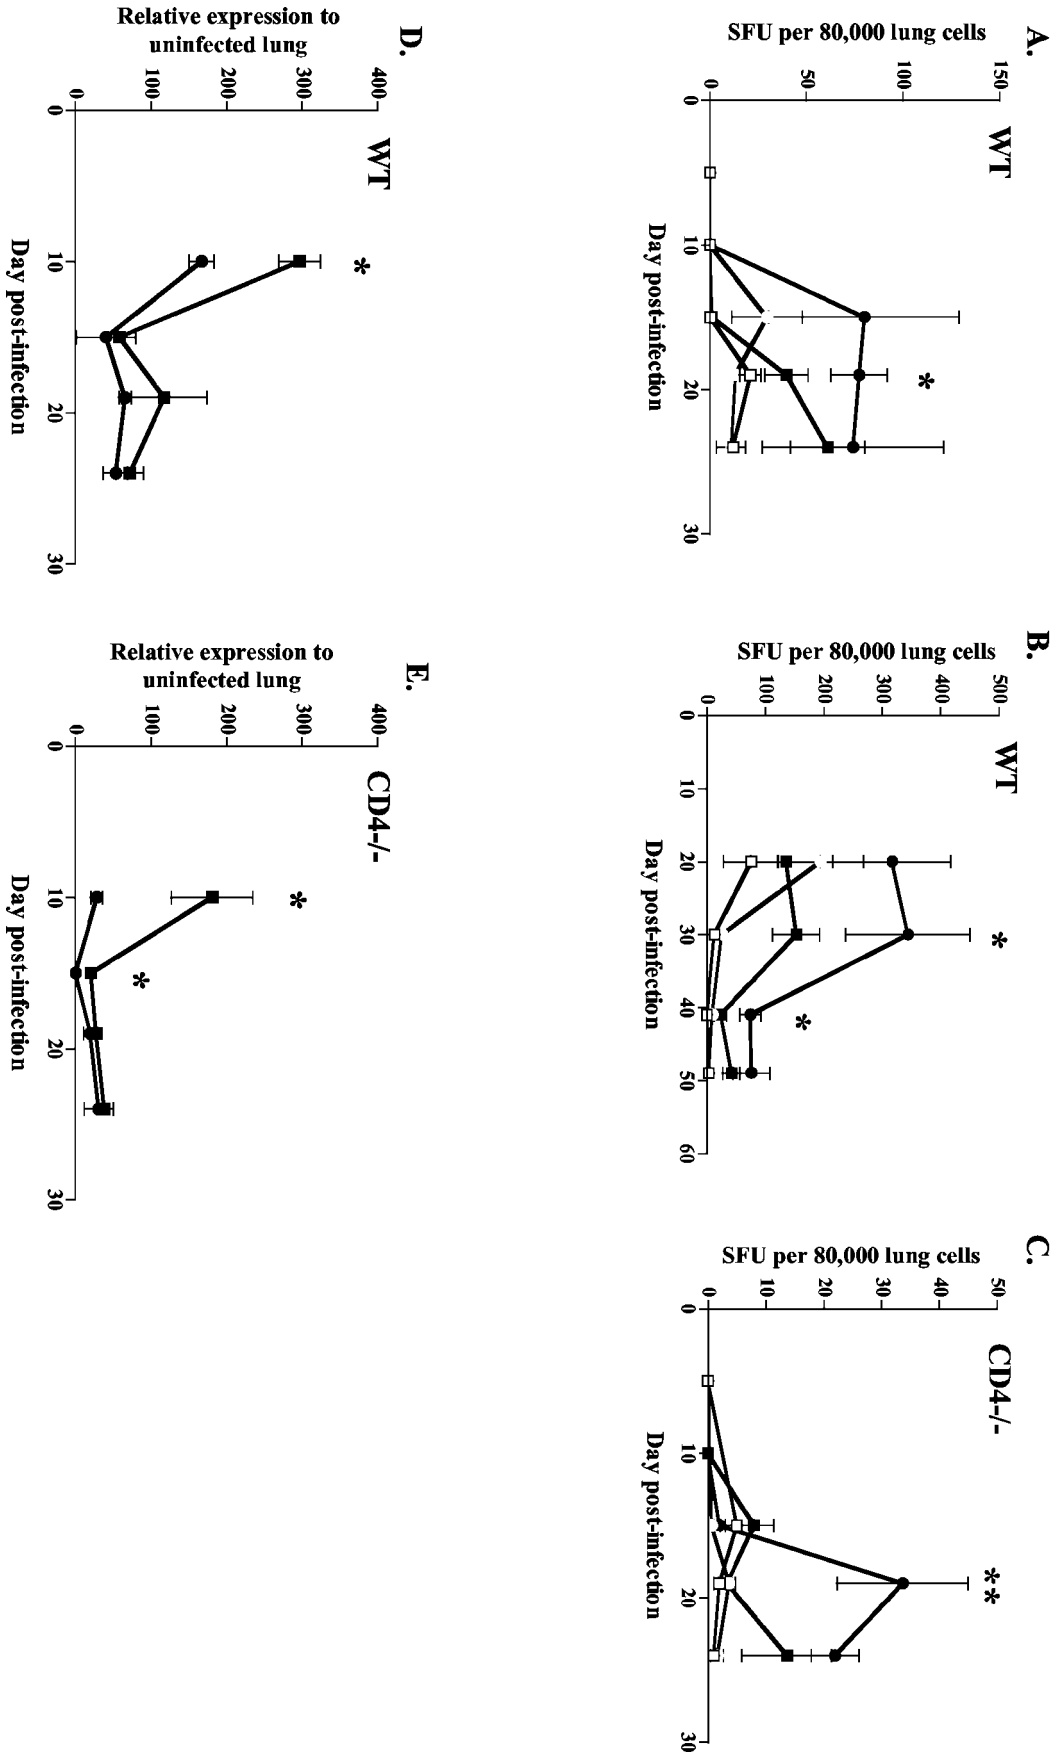 A.
WT
SFU per 80,000 lung cells
150
100
50
0
0
10
20
30
*
Day post-infection
B.
WT
SFU per 80,000 lung cells
500
400
300
200
100
0
0
10
20
30
40
50
60
*
*
Day post-infection
C.
CD4-/-
SFU per 80,000 lung cells
50
40
30
20
10
0
0
10
20
30
**
Day post-infection
D.
WT
Relative expression to
uninfected lung
400
300
200
100
0
0
10
20
30
*
Day post-infection
E.
CD4-/-
Relative expression to
uninfected lung
400
300
200
100
0
0
10
20
30
*
*
Day post-infection